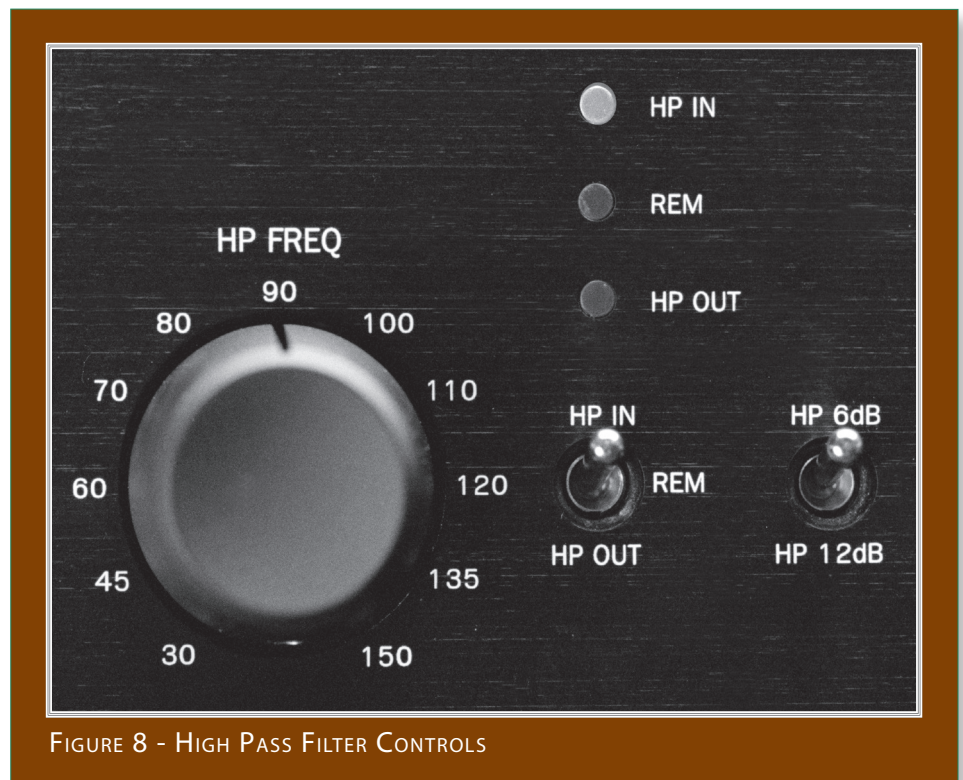 HP IN
REM
HP OUT
HP FREQ
90
80 100
70 110
60 120
45 135
30 150
HP IN
REM
HP OUT
HP 6dB
HP 12dB
FIGURE 8 - HIGH PASS FILTER CONTROLS